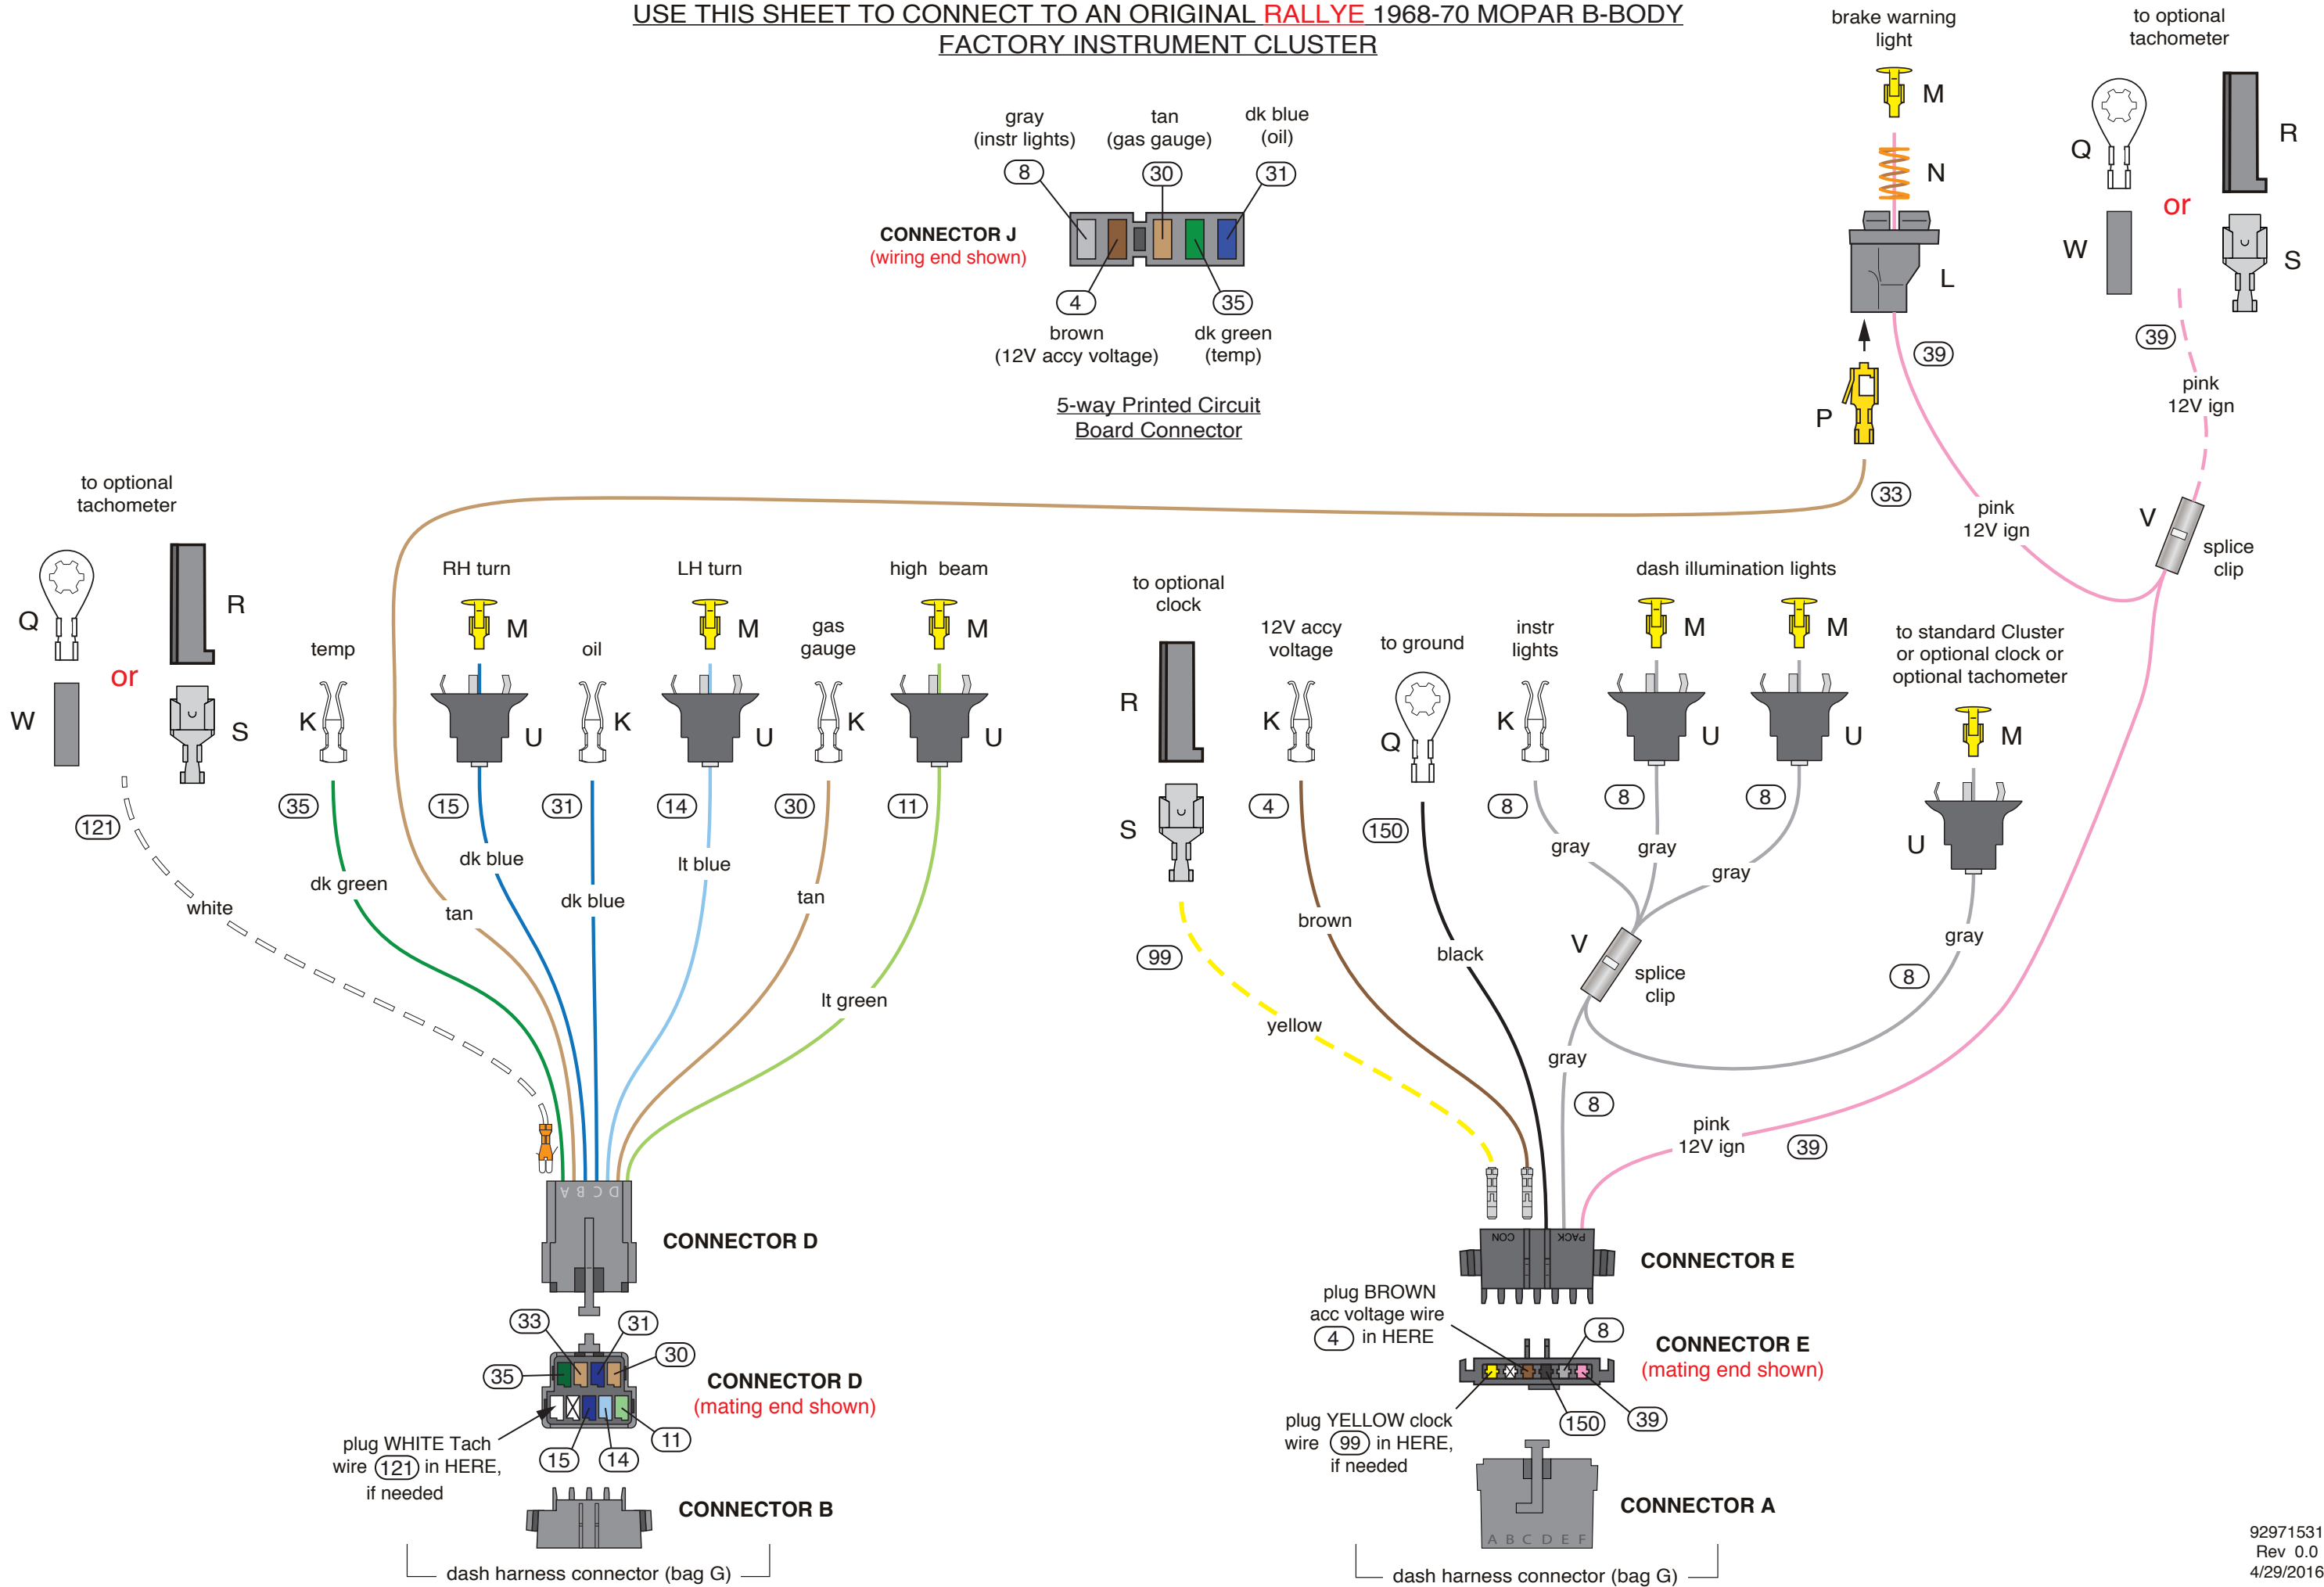 USE THIS SHEET TO CONNECT TO AN ORIGINAL RALLYE 1968-70 MOPAR B-BODY
FACTORY INSTRUMENT CLUSTER
brake warning
light
M
N
L
P
39
33
pink
12V ign
to optional
tachometer
Q
R
or
W
S
39
pink
12V ign
V
splice
clip
gray
(instr lights)
8
tan
(gas gauge)
30
dk blue
(oil)
31
CONNECTOR J
(wiring end shown)
4
brown
(12V accy voltage)
35
dk green
(temp)
5-way Printed Circuit
Board Connector
to optional
tachometer
Q
R
or
W
S
121
white
temp
K
35
dk green
tan
RH turn
M
U
15
dk blue
oil
K
31
dk blue
LH turn
M
U
14
lt blue
gas
gauge
K
30
tan
high beam
M
U
11
lt green
to optional
clock
R
S
99
yellow
12V accy
voltage
K
4
brown
to ground
Q
150
black
instr
lights
K
8
gray
dash illumination lights
M
U
8
gray
M
U
8
gray
to standard Cluster
or optional clock or
optional tachometer
M
U
gray
8
V
splice
clip
gray
8
pink
12V ign
39
A B C D
CONNECTOR D
33
31
30
35
CONNECTOR D
(mating end shown)
11
15
14
plug WHITE Tach
wire 121 in HERE,
if needed
CONNECTOR B
dash harness connector (bag G)
CON
PACK
CONNECTOR E
plug BROWN
acc voltage wire
4 in HERE
8
CONNECTOR E
(mating end shown)
plug YELLOW clock
wire 99 in HERE,
if needed
150
39
CONNECTOR A
A B C D E F
dash harness connector (bag G)
92971531
Rev 0.0
4/29/2016